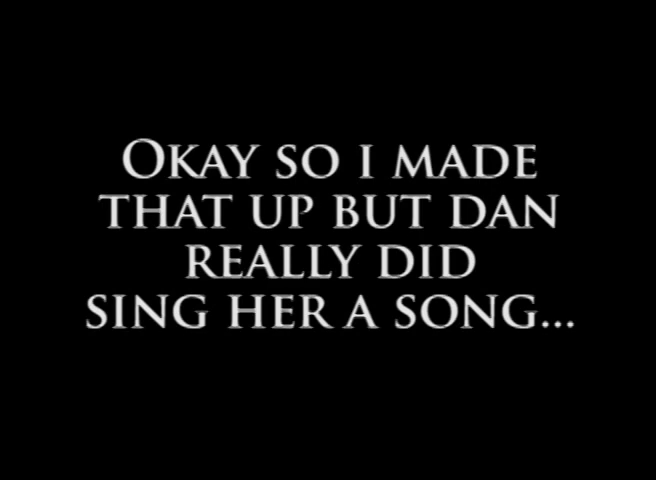 Okay so i made
that up but dan
really did
sing her a song...